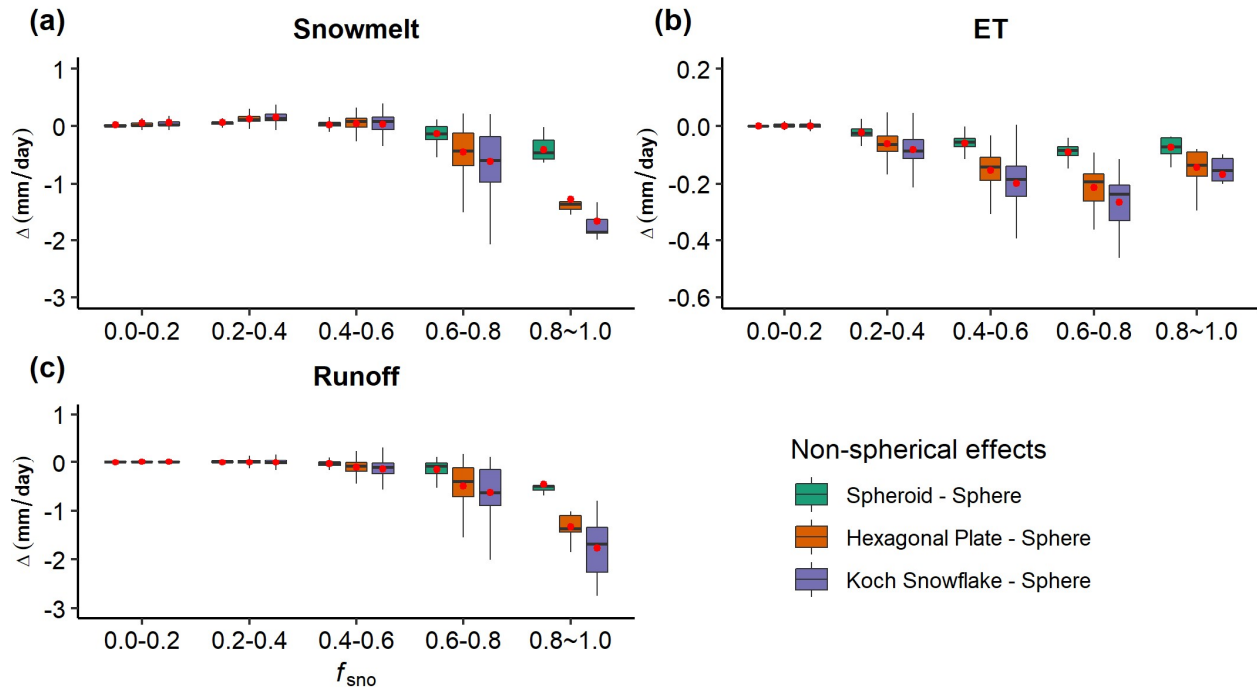 (a)
Snowmelt
Δ (mm/day)
1
0
-1
-2
-3
0.0-0.2 0.2-0.4 0.4-0.6 0.6-0.8 0.8~1.0
(b)
ET
Δ (mm/day)
0.2
0.0
-0.2
-0.4
-0.6
0.0-0.2 0.2-0.4 0.4-0.6 0.6-0.8 0.8~1.0
(c)
Runoff
Δ (mm/day)
1
0
-1
-2
-3
0.0-0.2 0.2-0.4 0.4-0.6 0.6-0.8 0.8~1.0
fsno
Non-spherical effects
Spheroid - Sphere
Hexagonal Plate - Sphere
Koch Snowflake - Sphere